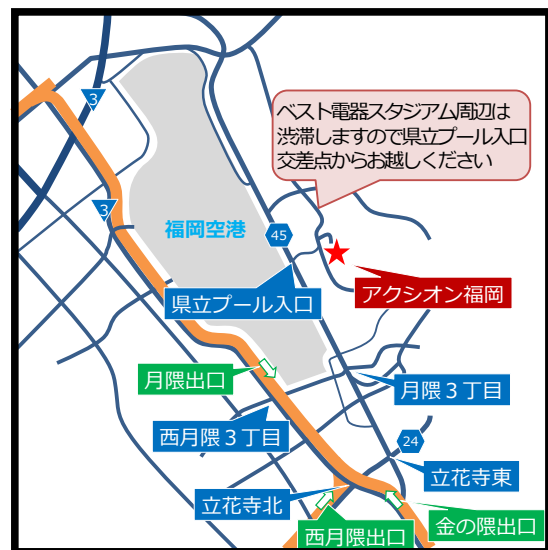 3
ベスト電器スタジアム周辺は
渋滞しますので県立プール入口
交差点からお越しください
3
福岡空港
45
県立プール入口
アクシオン福岡
月隈出口
月隈３丁目
西月隈３丁目
24
立花寺東
立花寺北
金の隈出口
西月隈出口